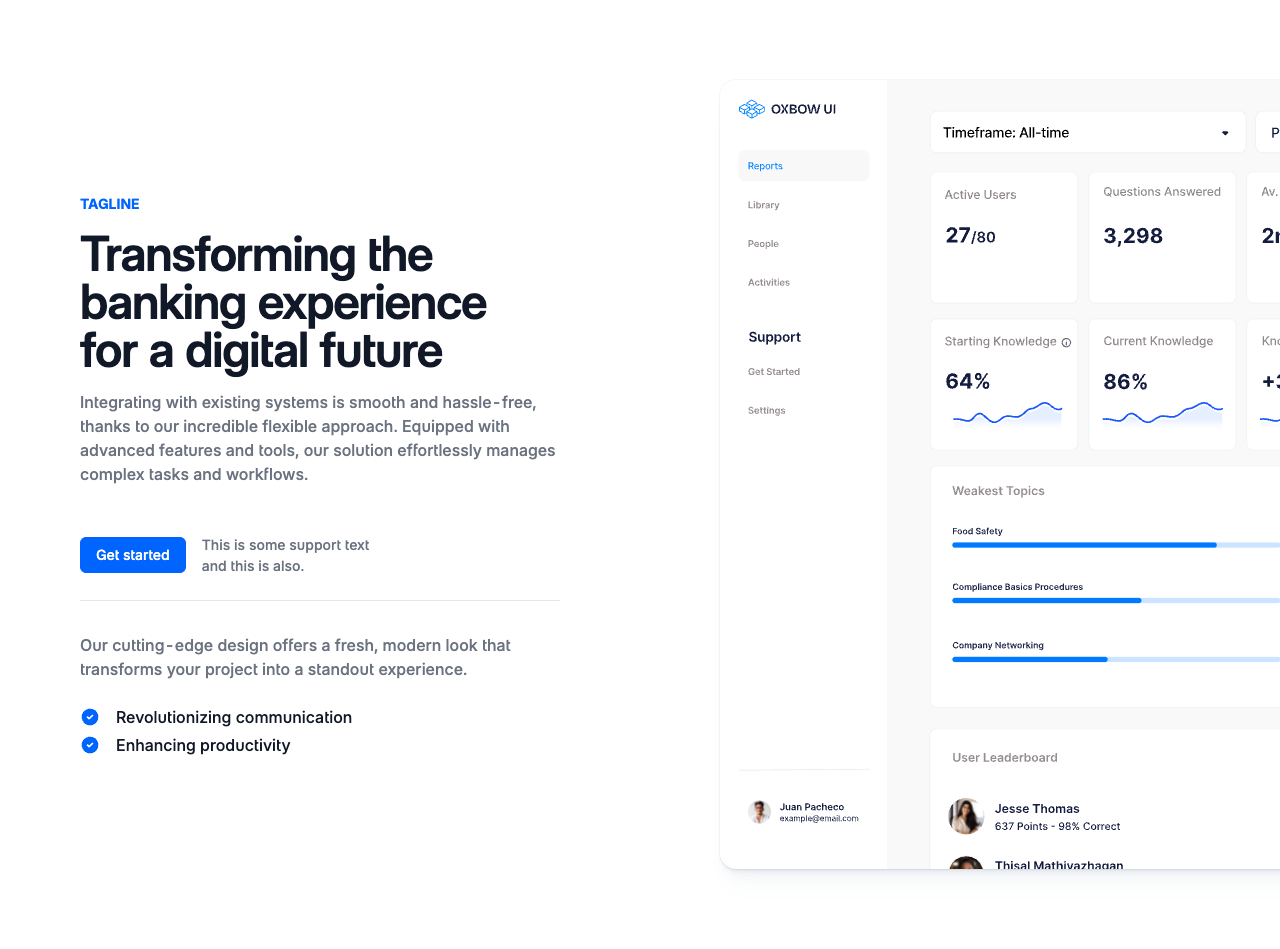 TAGLINE
Transforming the
banking experience
for a digital future
Integrating with existing systems is smooth and hassle-free,
thanks to our incredible flexible approach. Equipped with
advanced features and tools, our solution effortlessly manages
complex tasks and workflows.
Get started
This is some support text
and this is also.
Our cutting-edge design offers a fresh, modern look that
transforms your project into a standout experience.
Revolutionizing communication
Enhancing productivity
OXBOW UI
Reports
Library
People
Activities
Support
Get Started
Settings
Juan Pacheco
example@email.com
Timeframe: All-time
Active Users
27/80
Questions Answered
3,298
Av.
Starting Knowledge
64%
Current Knowledge
86%
Weakest Topics
Food Safety
Compliance Basics Procedures
Company Networking
User Leaderboard
Jesse Thomas
637 Points - 98% Correct
Thisal Mathiyazhagan